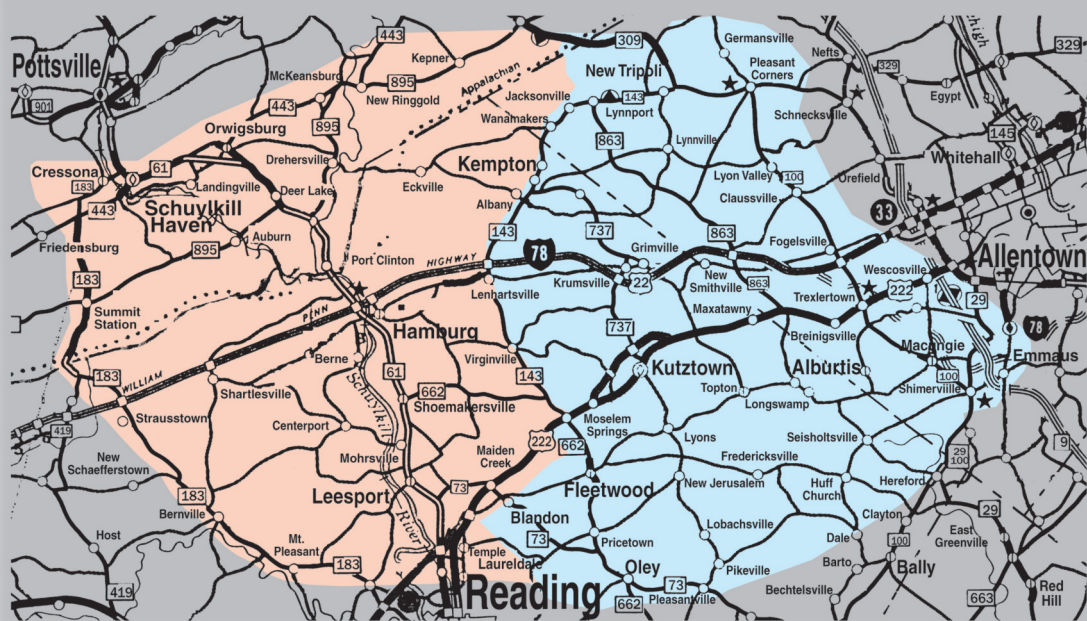 443
309
Germansville
Nefts
329
Kepner
Pleasant
Corners
Pottsville
McKeansburg
895
Appalachian
New Tripoli
329
901
443
New Ringgold
Jacksonville
143
Lynnport
Egypt
Wanamakers
Schnecksville
895
Orwigsburg
863
145
Lynnville
Whitehall
61
Drehersville
Kempton
Cressona
183
Landingville
Eckville
Lyon Valley
100
Orefield
Deer Lake
Albany
Claussville
443
Schuylkill
Haven
33
Friedensburg
895
Auburn
143
737
Grimville
863
Fogelsville
78
Port Clinton
HIGHWAY
Allentown
183
Lenhartsville
Krumsville
22
New
Smithville
863
Wescosville
222
Trexlertown
29
Maxatawny
Summit
Station
PENN
Hamburg
737
Breinigsville
78
Berne
Virginville
Kutztown
Alburtis
Macungie
Emmaus
183
WILLIAM
61
143
100
Shartlesville
Schuylkill
662
Shoemakersville
Topton
Longswamp
Shimerville
Strausstown
Moselem
Springs
419
Centerport
222
662
Lyons
Seisholtsville
9
Maiden
Creek
New
Schaefferstown
Mohrsville
Fredericksville
29
100
183
Leesport
73
Fleetwood
New Jerusalem
Huff
Church
Hereford
Bernville
River
Blandon
Lobachsville
Clayton
29
Host
73
Pricetown
Dale
100
East
Greenville
Mt.
Pleasant
Temple
Laureldale
183
Oley
Pikeville
Barto
Bally
419
Reading
73
Bechtelsville
Red
Hill
662
Pleasantville
663